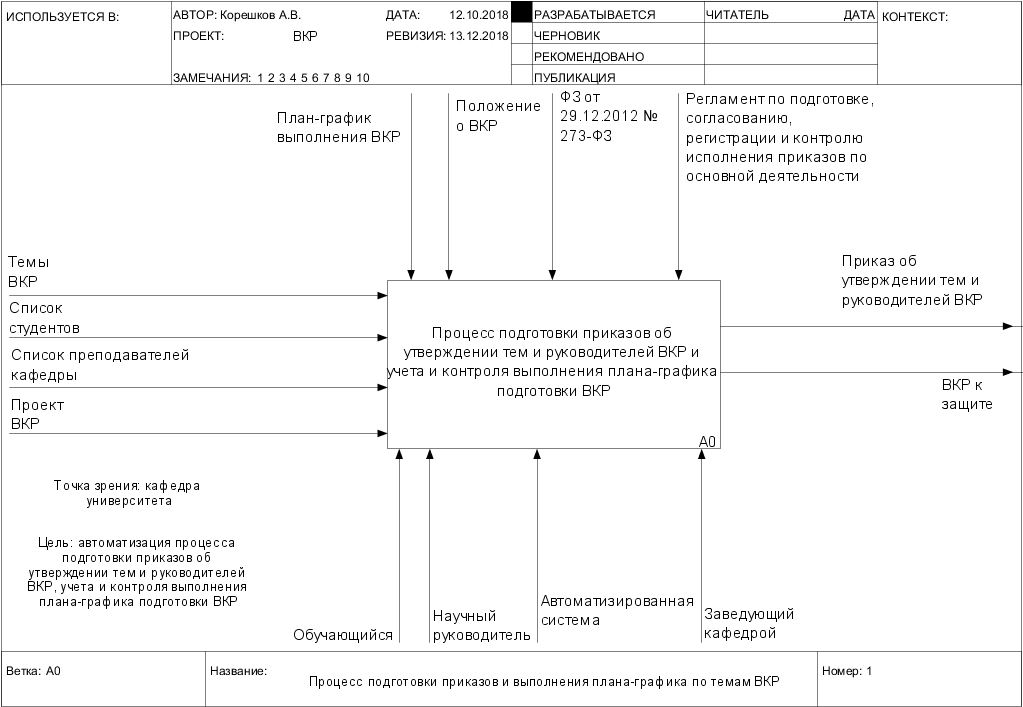 ИСПОЛЬЗУЕТСЯ В:
АВТОР: Корешков А.В.
ДАТА: 12.10.2018
ПРОЕКТ: ВКР
РЕВИЗИЯ: 13.12.2018
ЗАМЕЧАНИЯ: 1 2 3 4 5 6 7 8 9 10
РАЗРАБАТЫВАЕТСЯ
ЧЕРНОВИК
РЕКОМЕНДОВАНО
ПУБЛИКАЦИЯ
ЧИТАТЕЛЬ ДАТА
КОНТЕКСТ:
План-график
выполнения ВКР
Положение
о ВКР
ФЗ от
29.12.2012 №
273-ФЗ
Регламент по подготовке,
согласованию,
регистрации и контролю
исполнения приказов по
основной деятельности
Темы
ВКР
Список
студентов
Список преподавателей
кафедры
Проект
ВКР
Процесс подготовки приказов об
утверждении тем и руководителей ВКР и
учета и контроля выполнения плана-графика
подготовки ВКР
A0
Приказ об
утверждении тем и
руководителей ВКР
ВКР к
защите
Точка зрения: кафедра
университета
Цель: автоматизация процесса
подготовки приказов об
утверждении тем и руководителей
ВКР, учета и контроля выполнения
плана-графика подготовки ВКР
Обучающийся
Научный
руководитель
Автоматизированная
система
Заведующий
кафедрой
Ветка: A0
Название:
Процесс подготовки приказов и выполнения плана-графика по темам ВКР
Номер: 1